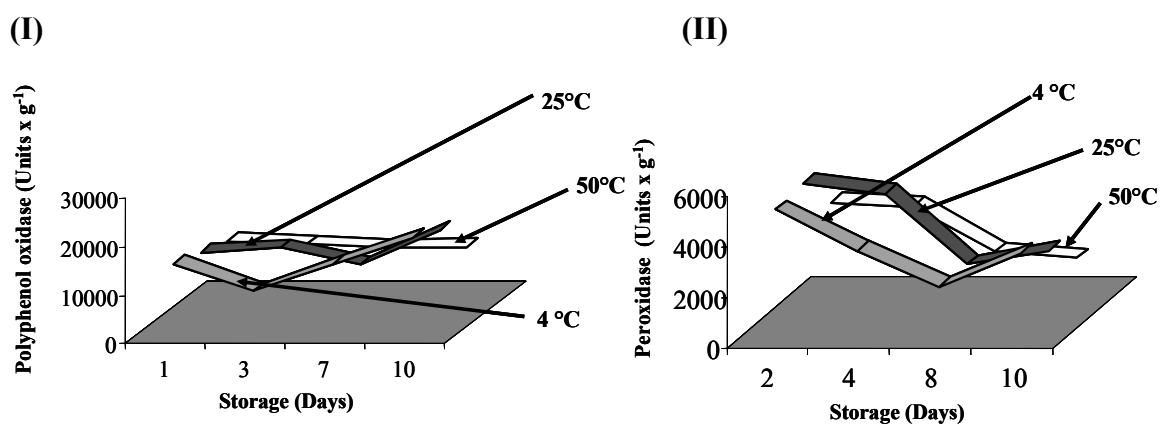 (I)
Polyphenol oxidase (Units x g⁻¹)
30000
20000
10000
0
1 3 7 10
Storage (Days)
25°C
50°C
4 °C
(II)
Peroxidase (Units x g⁻¹)
6000
4000
2000
0
2 4 8 10
Storage (Days)
4 °C
25°C
50°C